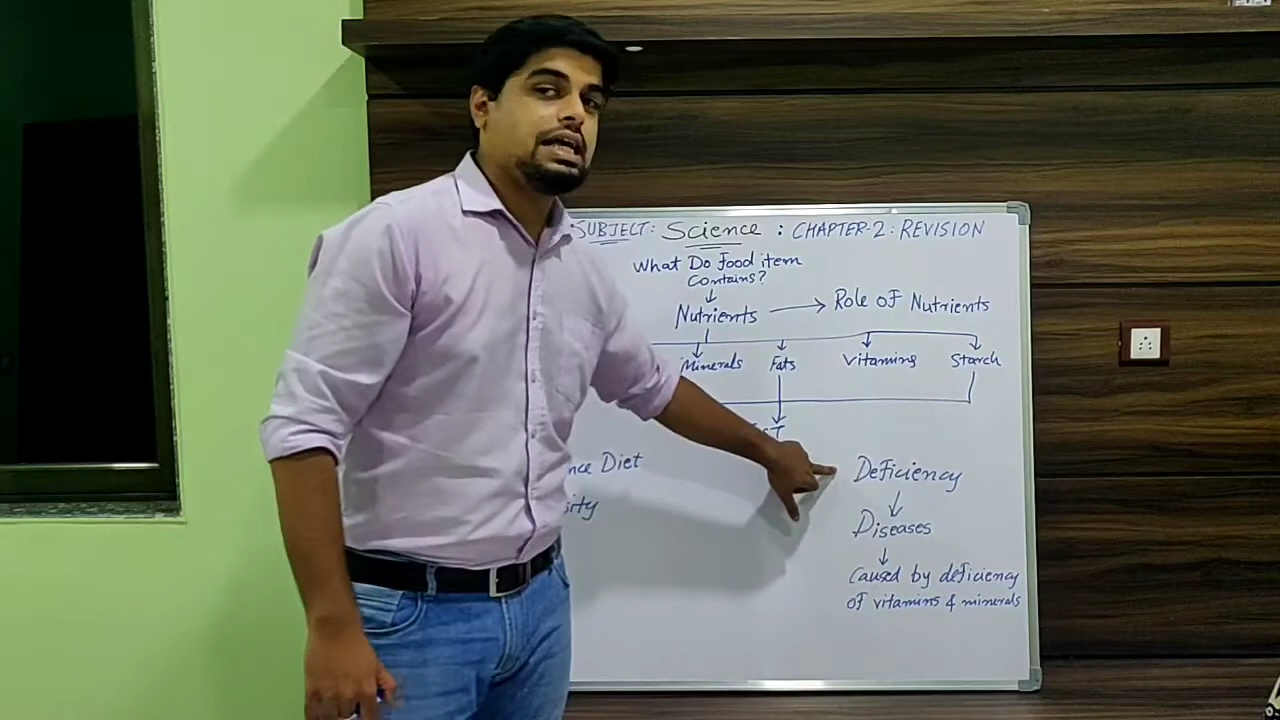 SUBJECT: Science : CHAPTER-2: REVISION
What Do Food item
Contains?
Nutrients → Role of Nutrients
Minerals Fats Vitamins Starch
Diet
Deficiency
Diseases
Caused by deficiency
of vitamins & minerals